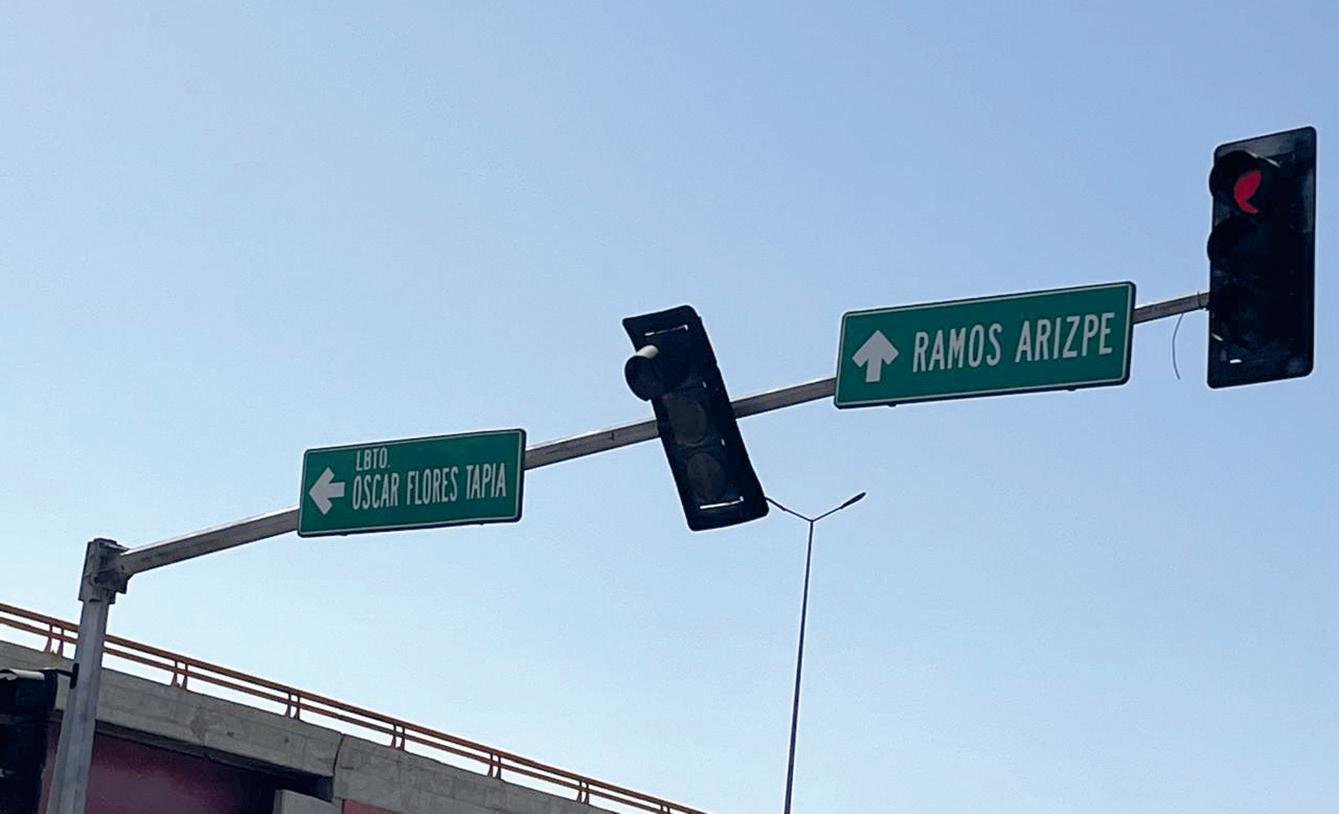 LBTO.
OSCAR FLORES TAPIA
RAMOS ARIZPE